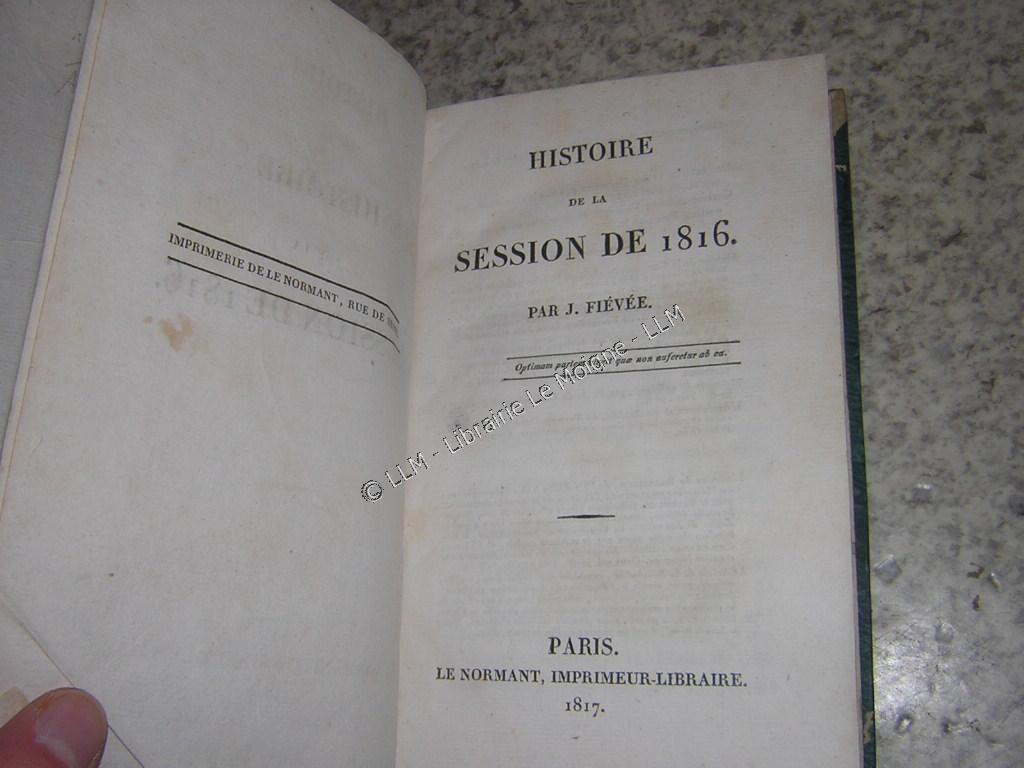 IMPRIMERIE DE LE NORMANT, RUE DE
HISTOIRE
DE LA
SESSION DE 1816.
PAR J. FIÉVÉE.
Optimam quæ non auferetur ab ea.
PARIS.
LE NORMANT, IMPRIMEUR-LIBRAIRE.
1817.
© LLM - Librairie Le Moigne - LLM